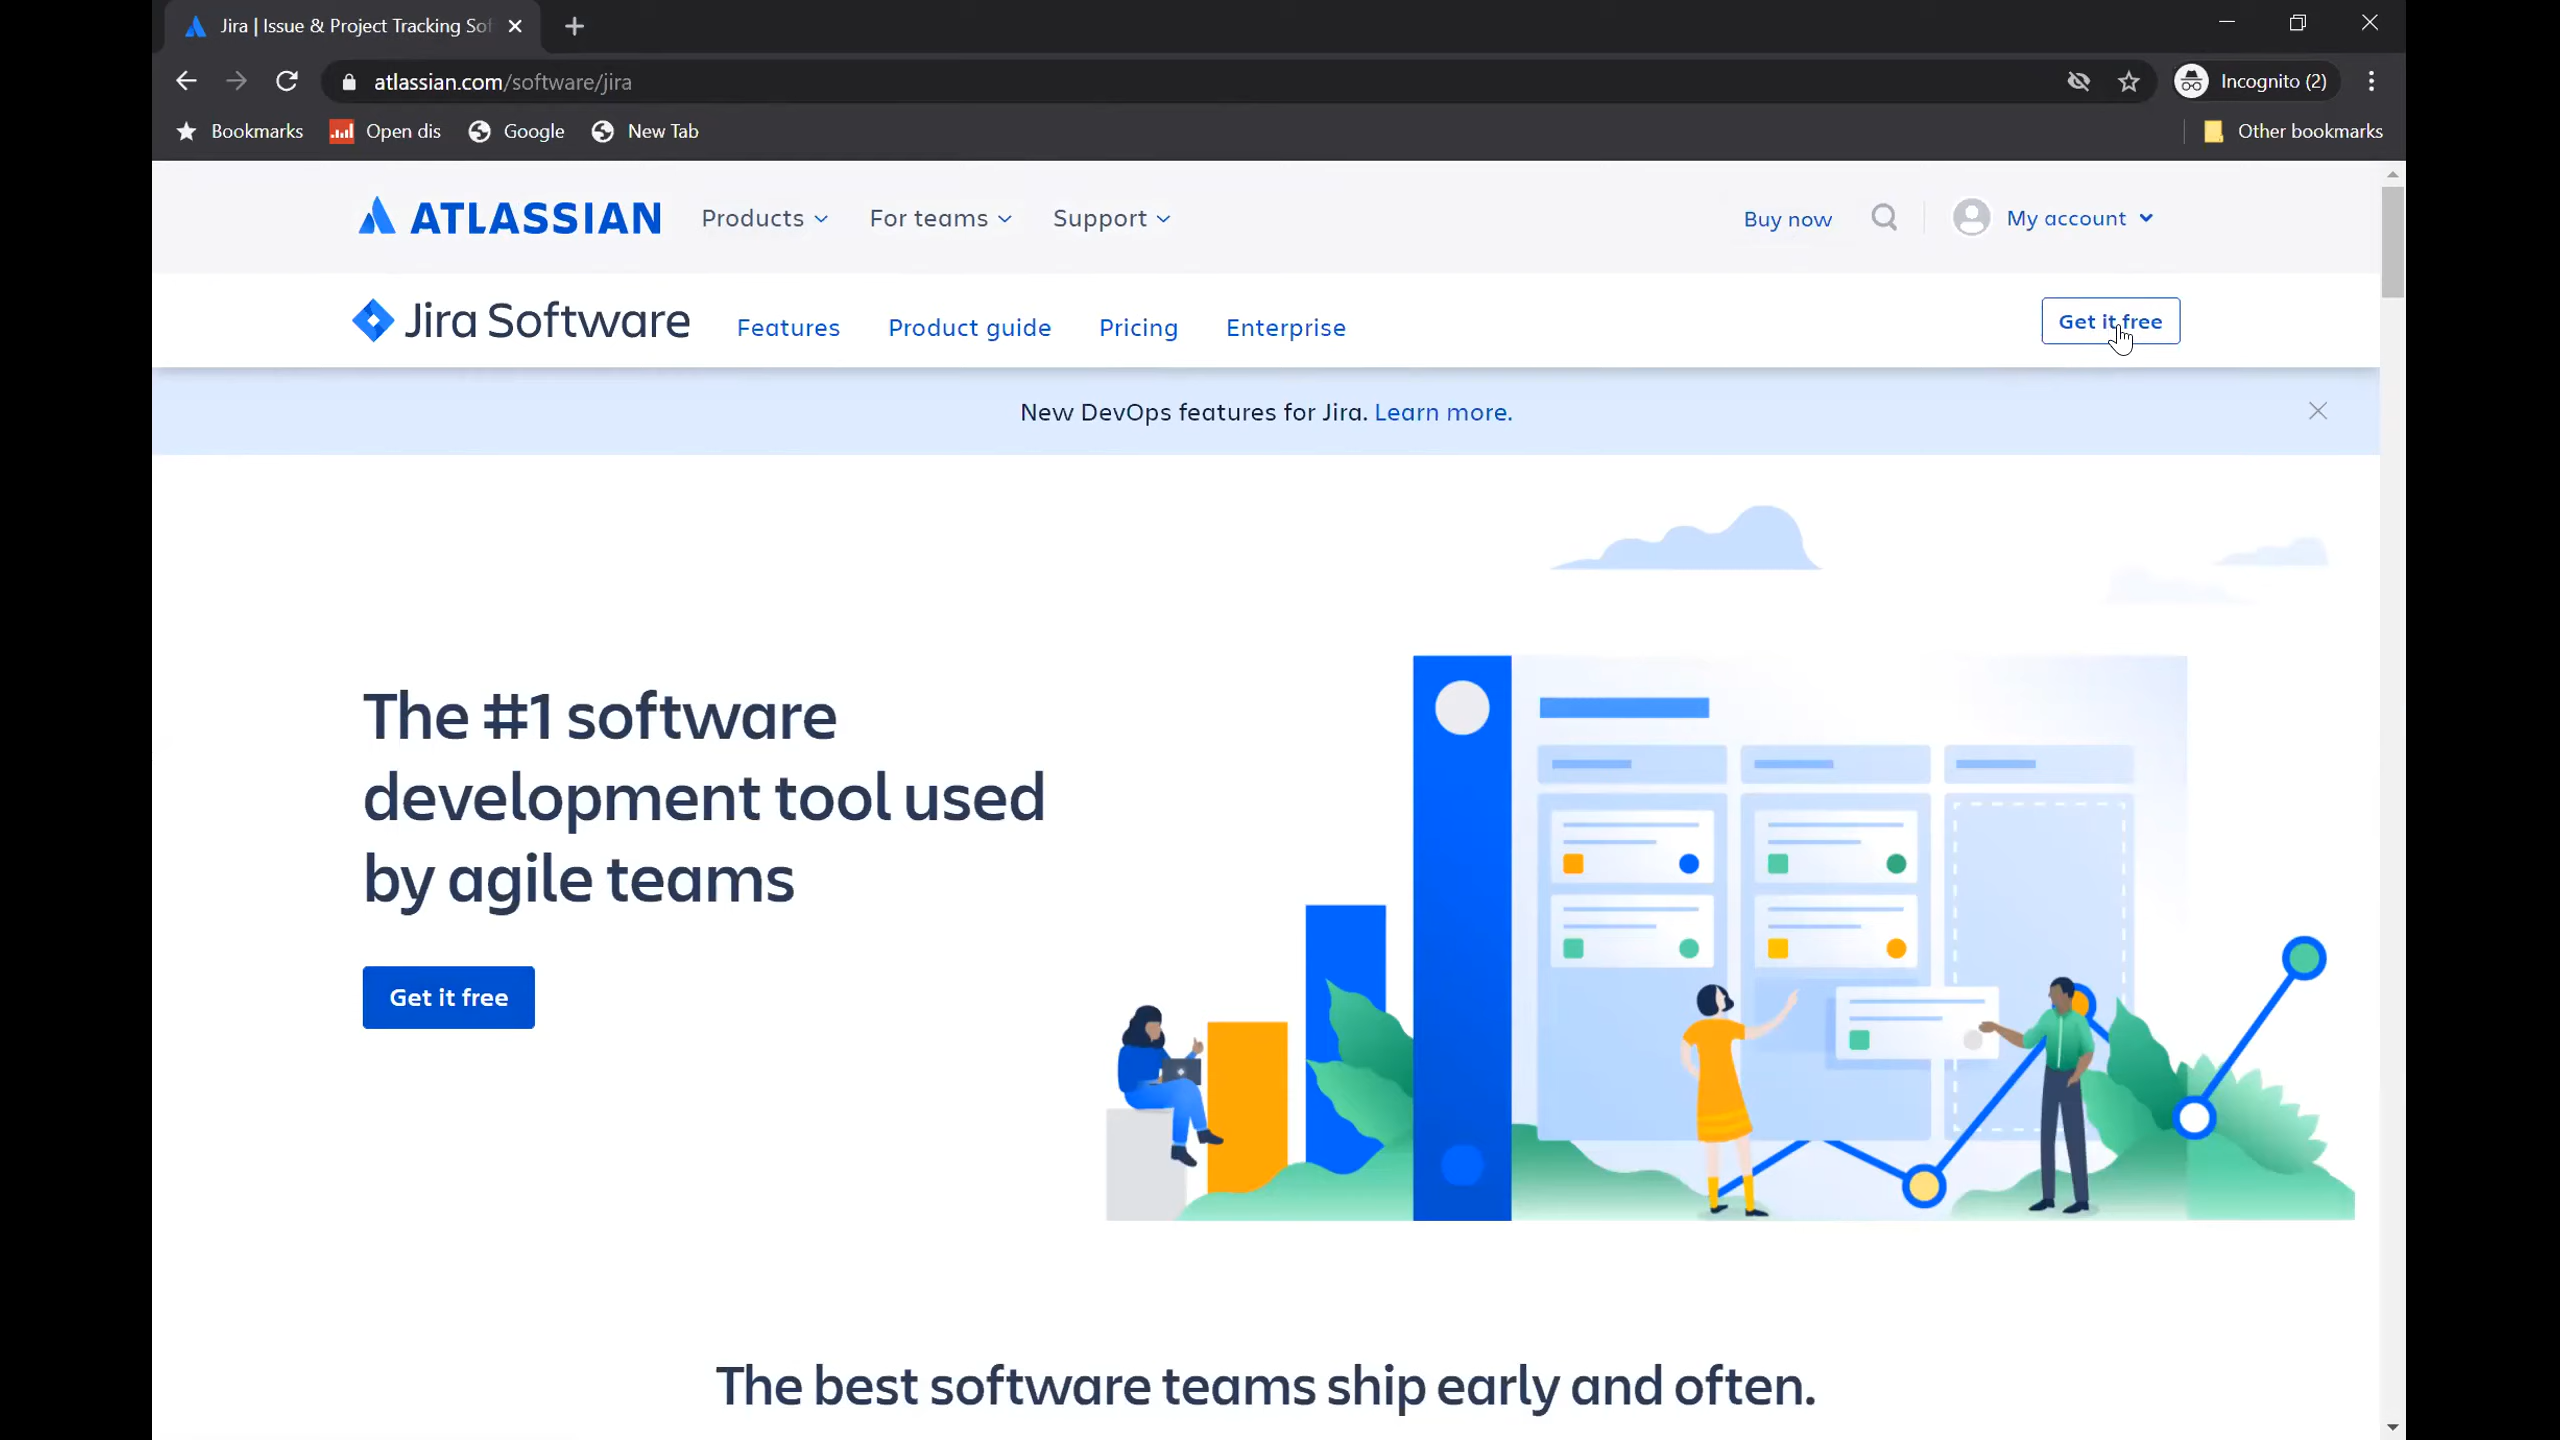 Jira | Issue & Project Tracking Sof
atlassian.com/software/jira
Incognito (2)
Bookmarks Open dis Google New Tab Other bookmarks
ATLASSIAN Products For teams Support Buy now My account
Jira Software Features Product guide Pricing Enterprise Get it free
New DevOps features for Jira. Learn more.
The #1 software
development tool used
by agile teams
Get it free
The best software teams ship early and often.